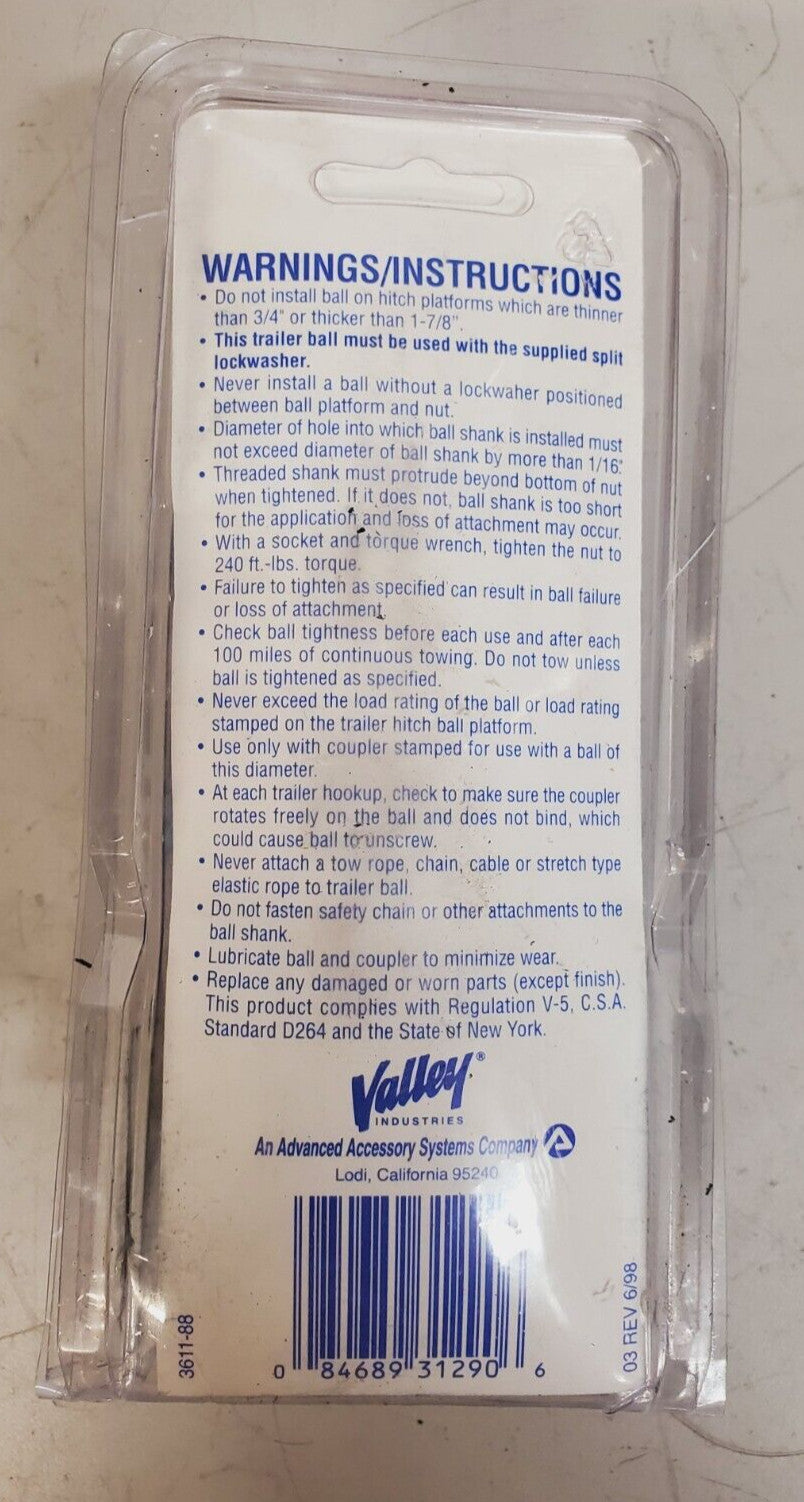 WARNINGS/INSTRUCTIONS
• Do not install ball on hitch platforms which are thinner
than 3/4" or thicker than 1-7/8".
• This trailer ball must be used with the supplied split
lockwasher.
• Never install a ball without a lockwaher positioned
between ball platform and nut.
• Diameter of hole into which ball shank is installed must
not exceed diameter of ball shank by more than 1/16"
• Threaded shank must protrude beyond bottom of nut
when tightened. If it does not, ball shank is too short
for the application and loss of attachment may occur.
• With a socket and torque wrench, tighten the nut to
240 ft.-lbs. torque.
• Failure to tighten as specified can result in ball failure
or loss of attachment.
• Check ball tightness before each use and after each
100 miles of continuous towing. Do not tow unless
ball is tightened as specified.
• Never exceed the load rating of the ball or load rating
stamped on the trailer hitch ball platform.
• Use only with coupler stamped for use with a ball of
this diameter.
• At each trailer hookup, check to make sure the coupler
rotates freely on the ball and does not bind, which
could cause ball to unscrew.
• Never attach a tow rope, chain, cable or stretch type
elastic rope to trailer ball.
• Do not fasten safety chain or other attachments to the
ball shank.
• Lubricate ball and coupler to minimize wear.
• Replace any damaged or worn parts (except finish).
This product complies with Regulation V-5, C.S.A.
Standard D264 and the State of New York.
Valley®
INDUSTRIES
An Advanced Accessory Systems Company
Lodi, California 95240
3611-88
03 REV 6/98
0 84689 31290 6